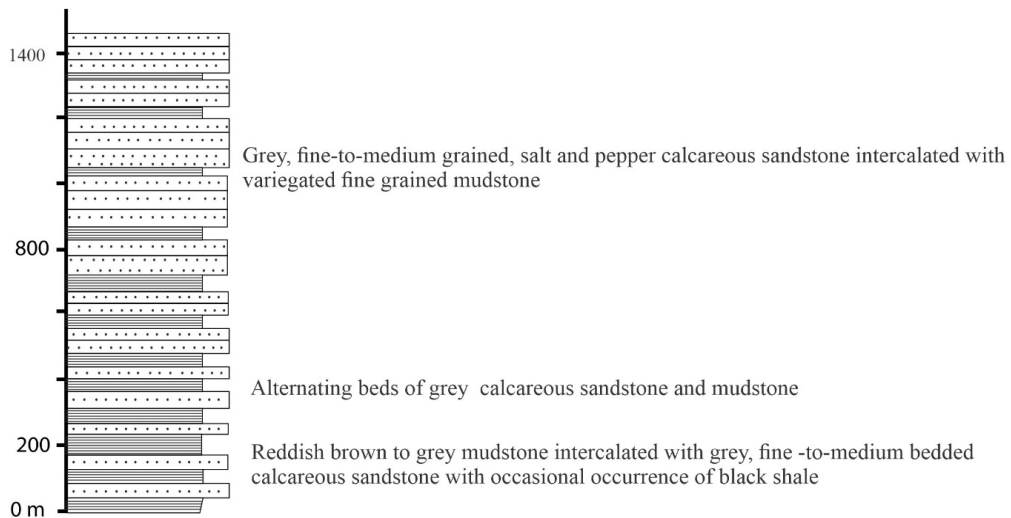 1400
Grey, fine-to-medium grained, salt and pepper calcareous sandstone intercalated with
variegated fine grained mudstone
800
Alternating beds of grey calcareous sandstone and mudstone
200
Reddish brown to grey mudstone intercalated with grey, fine -to-medium bedded
calcareous sandstone with occasional occurrence of black shale
0 m